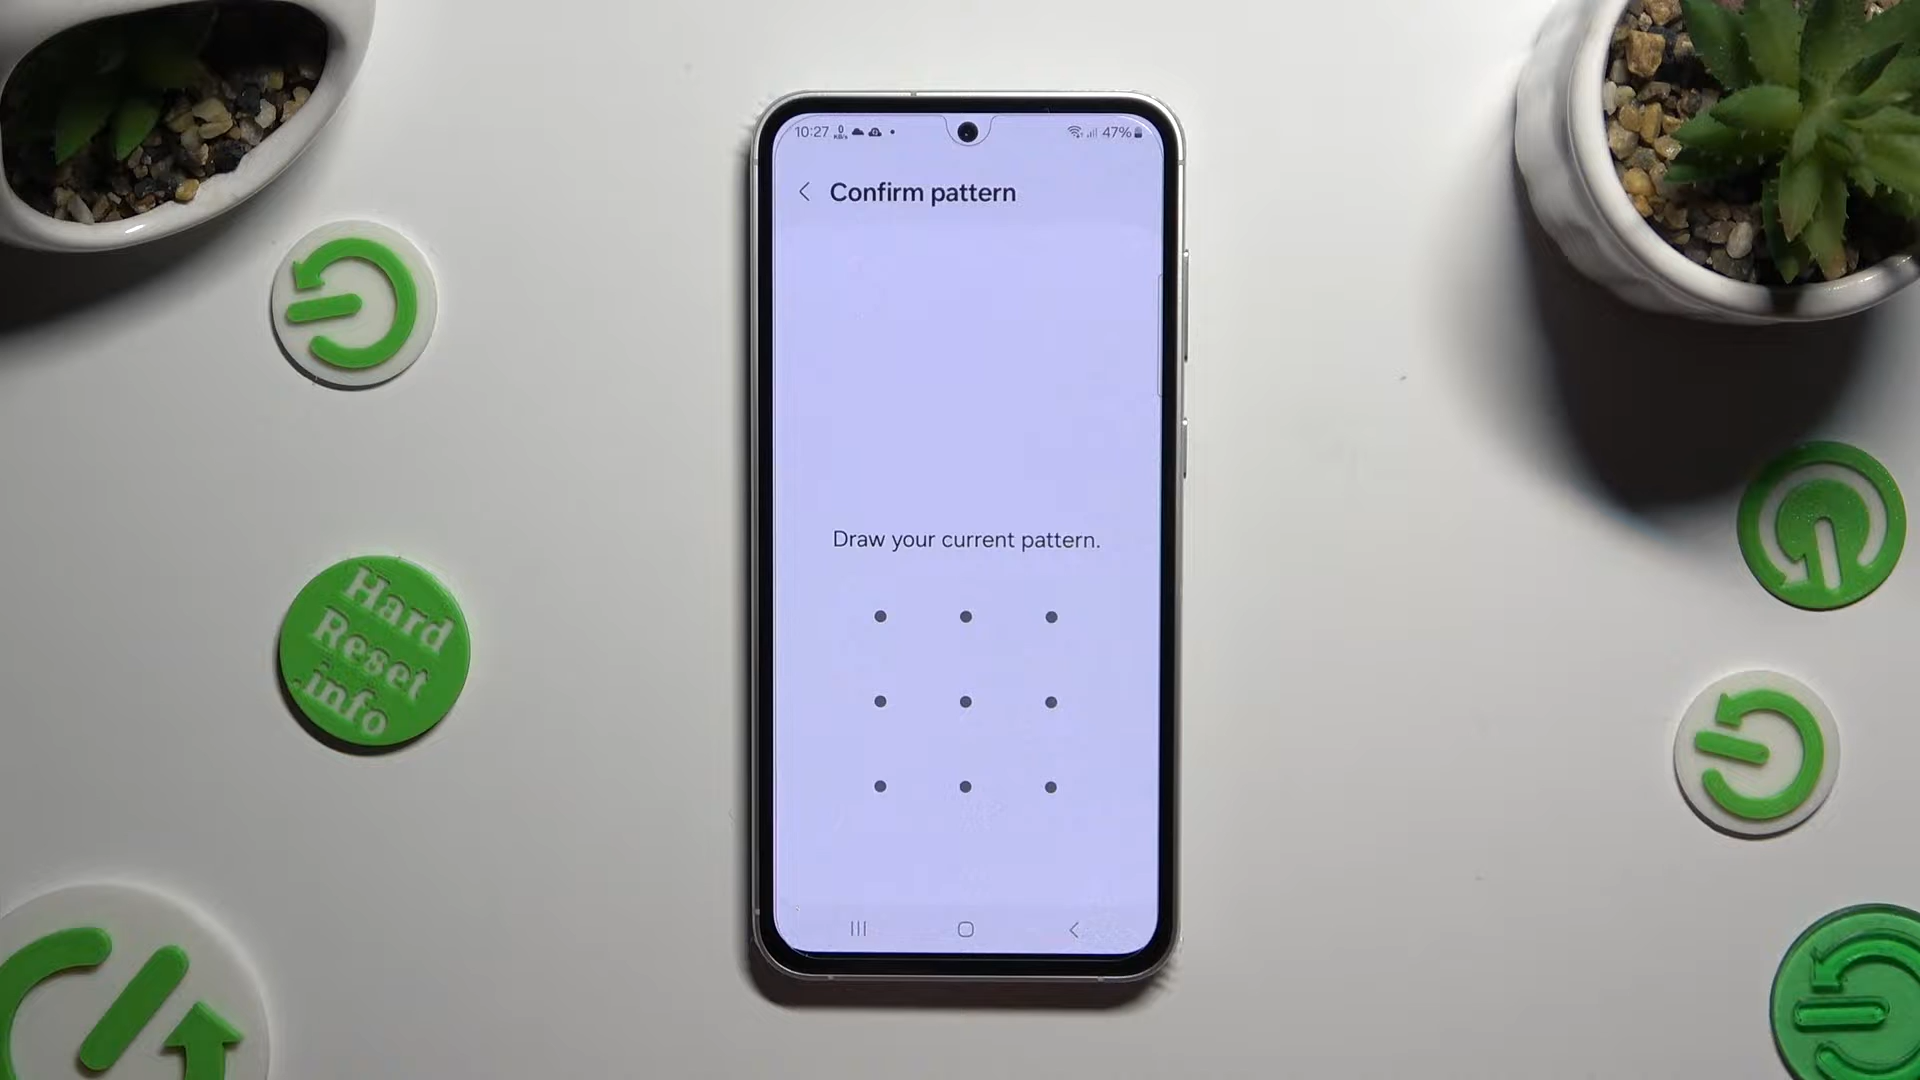 10:27
47%
Confirm pattern
Draw your current pattern.
Hard
Reset
.info